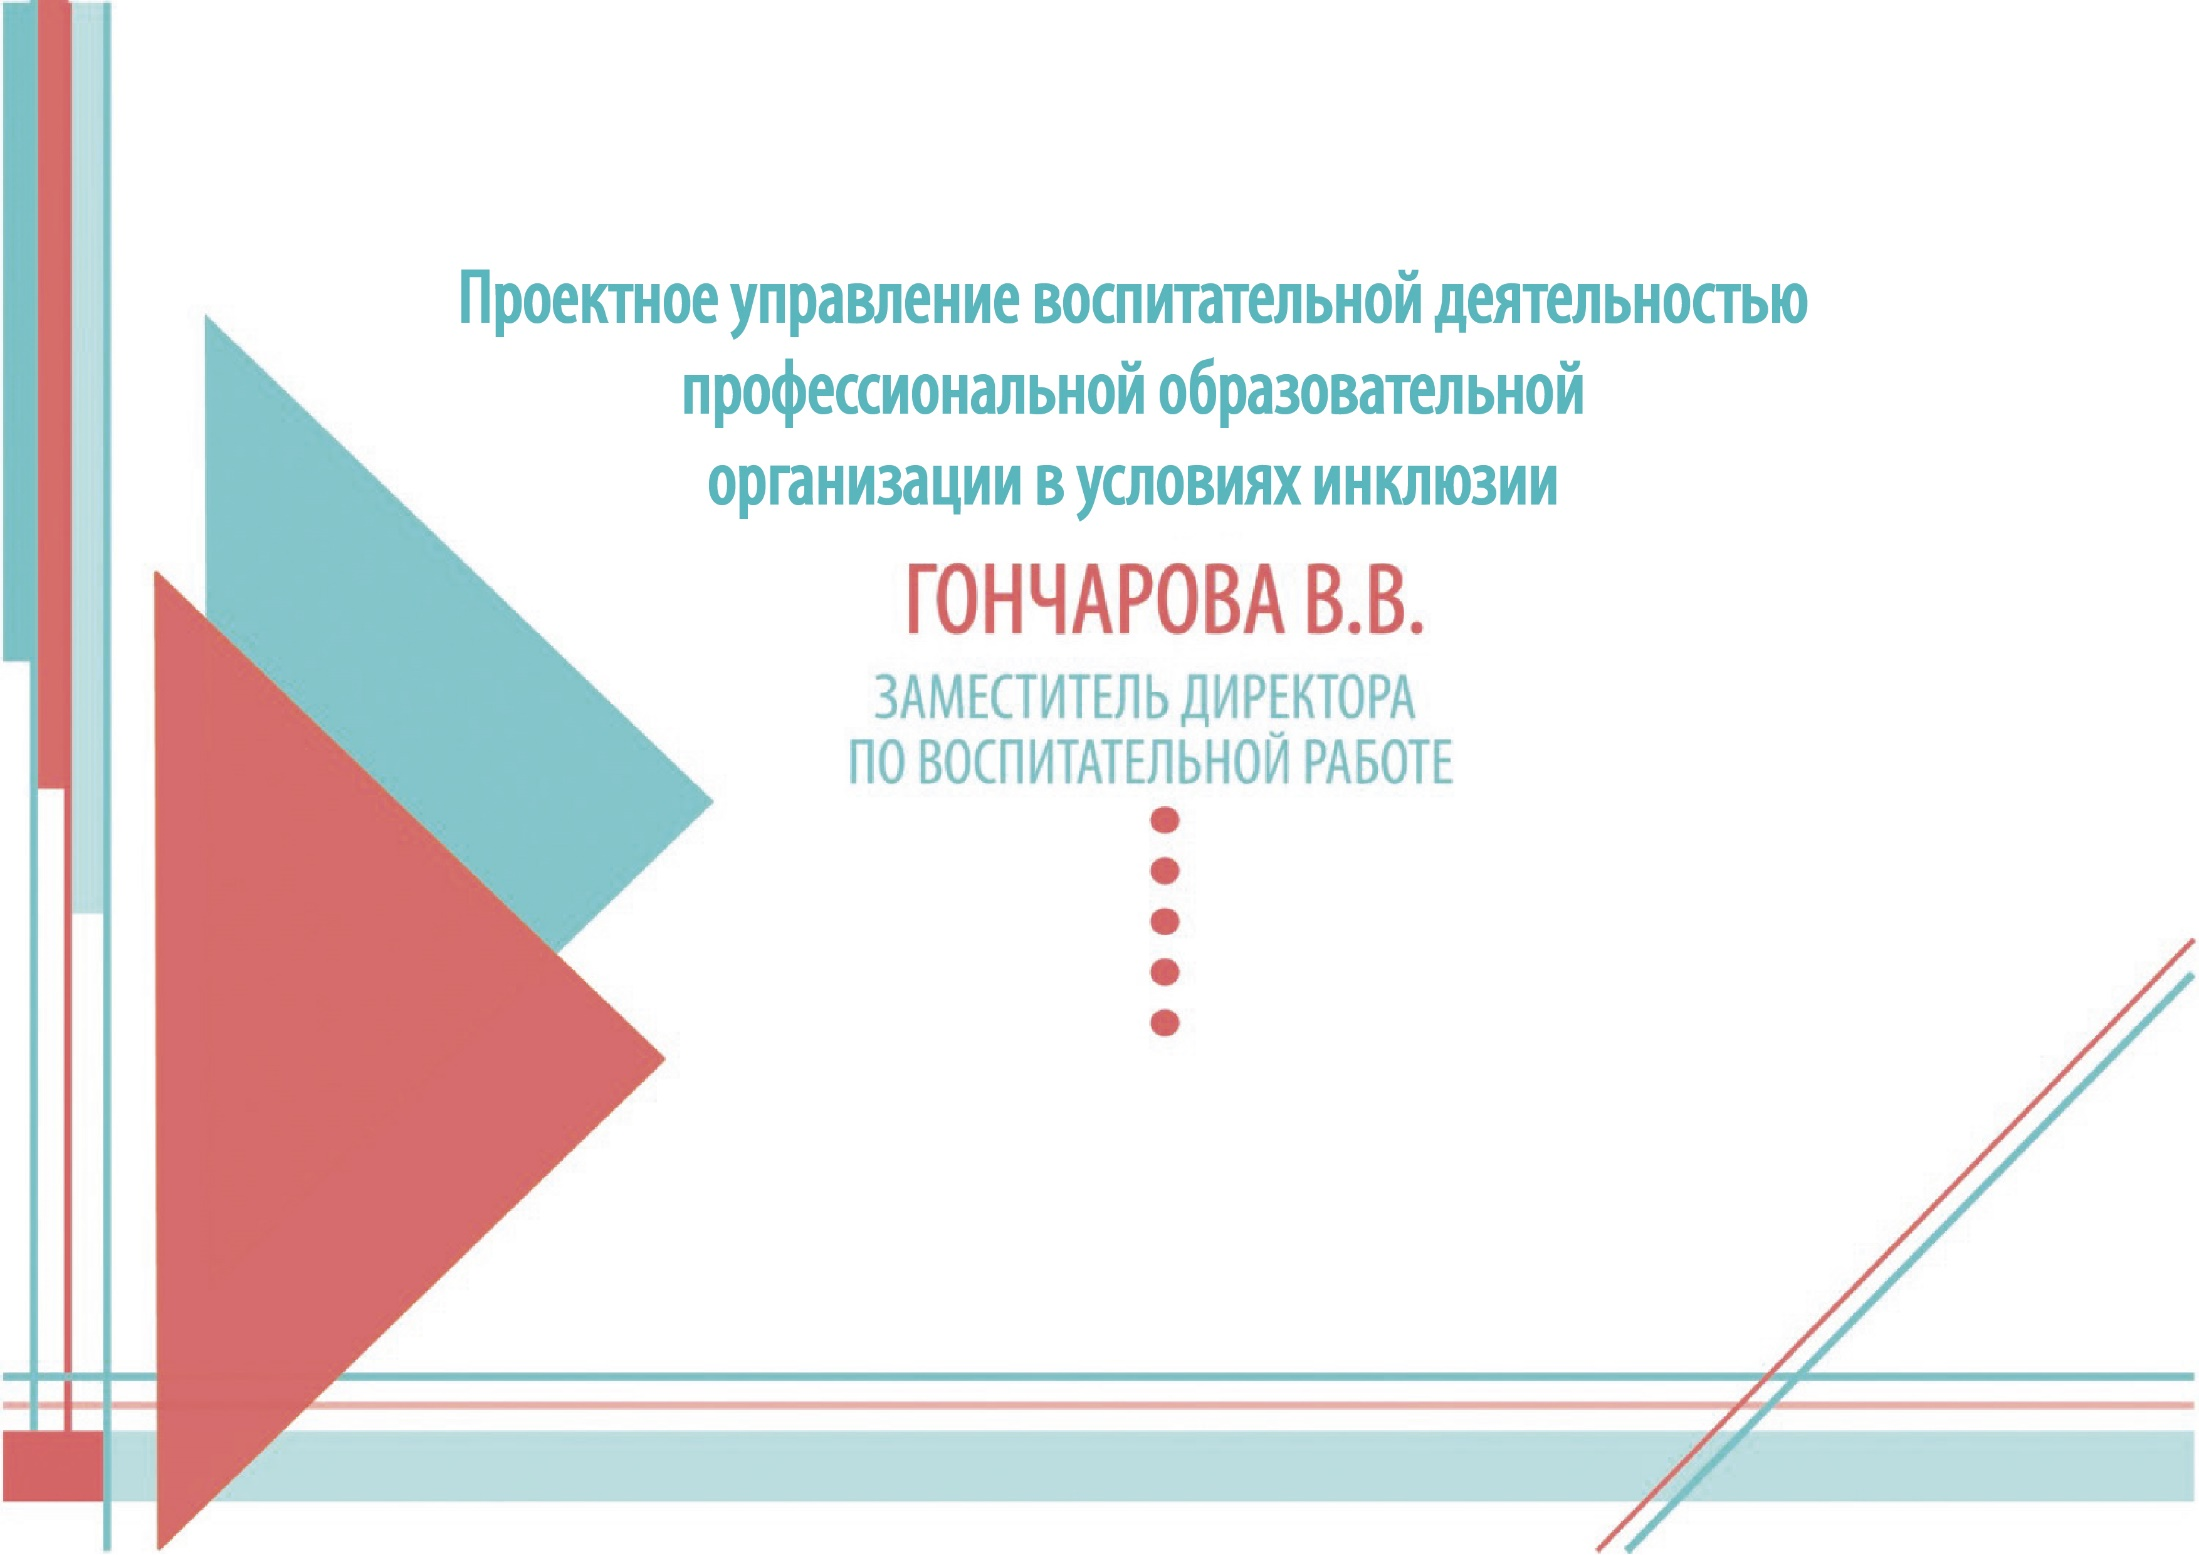 Проектное управление воспитательной деятельностью
профессиональной образовательной
организации в условиях инклюзии
ГОНЧАРОВА В.В.
ЗАМЕСТИТЕЛЬ ДИРЕКТОРА
ПО ВОСПИТАТЕЛЬНОЙ РАБОТЕ